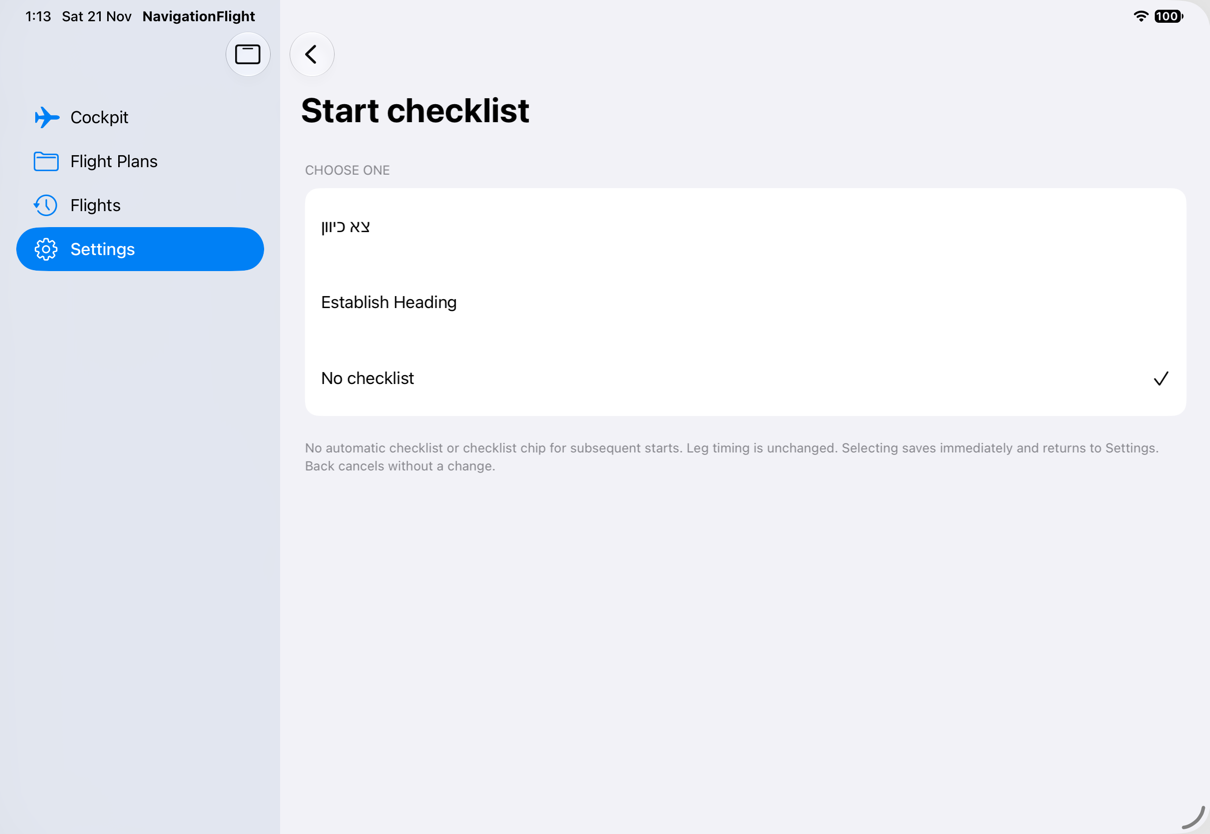 1:13 Sat 21 Nov NavigationFlight
100
Cockpit
Flight Plans
Flights
Settings
Start checklist
CHOOSE ONE
צא כיוון
Establish Heading
No checklist
No automatic checklist or checklist chip for subsequent starts. Leg timing is unchanged. Selecting saves immediately and returns to Settings.
Back cancels without a change.